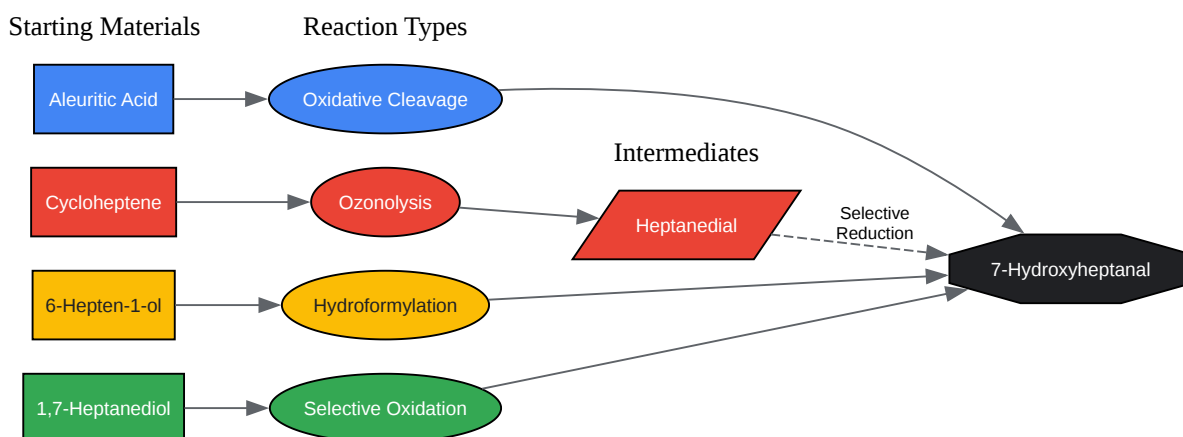 Starting Materials
Reaction Types
Aleuritic Acid
Oxidative Cleavage
Intermediates
Cycloheptene
Ozonolysis
Heptanedial
Selective
Reduction
7-Hydroxyheptanal
6-Hepten-1-ol
Hydroformylation
1,7-Heptanediol
Selective Oxidation